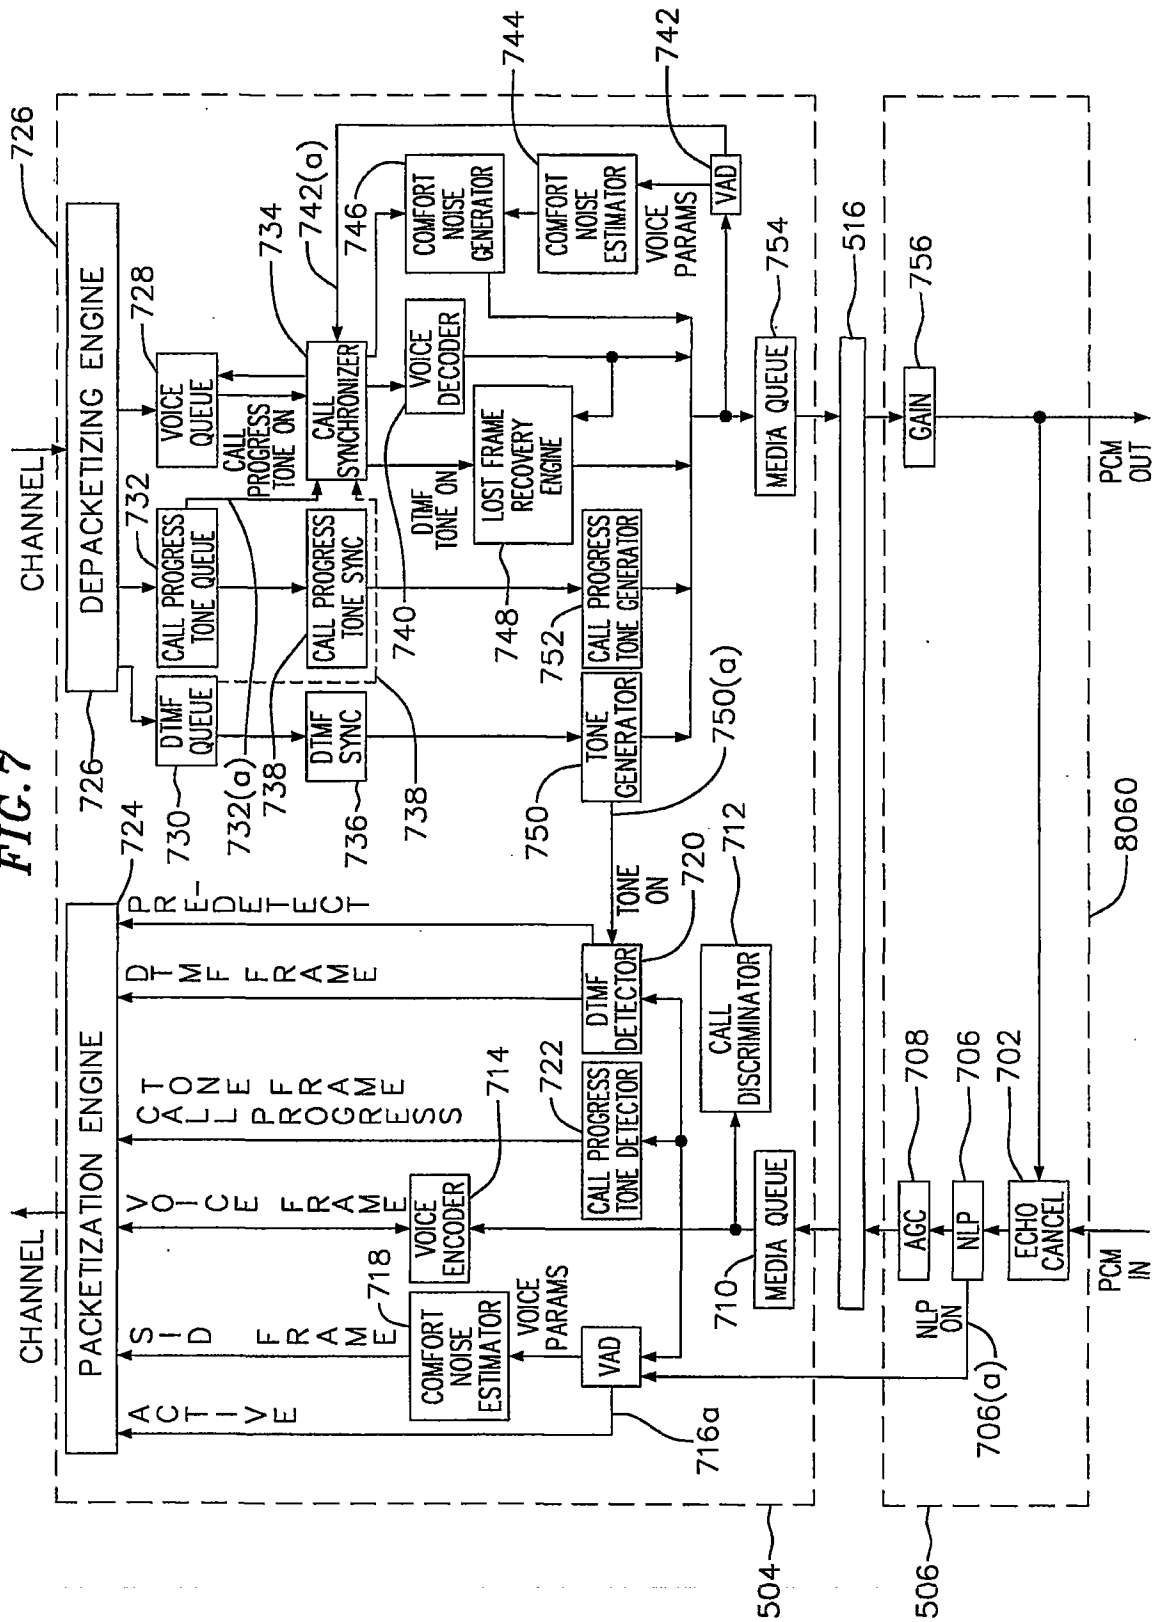 FIG. 7
CHANNEL
CHANNEL
726
724
726
PACKETIZATION ENGINE
DEPACKETIZING ENGINE
ACTIVE
SID FRAME
VOICE FRAME
CALL PROGRESS
TONE FRAME
DTMF FRAME
PRE-DETECT
730
732(a)
738
736
738
732
728
734
742(a)
746
744
742
DTMF
QUEUE
CALL PROGRESS
TONE QUEUE
VOICE
QUEUE
CALL
PROGRESS
TONE ON
DTMF
SYNC
CALL PROGRESS
TONE SYNC
CALL
SYNCHRONIZER
718
714
COMFORT
NOISE
ESTIMATOR
VOICE
ENCODER
740
DTMF
TONE ON
VOICE
DECODER
COMFORT
NOISE
GENERATOR
748
LOST FRAME
RECOVERY
ENGINE
COMFORT
NOISE
ESTIMATOR
VOICE
PARAMS
VOICE
PARAMS
722
750
752
VAD
CALL PROGRESS
TONE DETECTOR
DTMF
DETECTOR
TONE
ON
TONE
GENERATOR
CALL PROGRESS
TONE GENERATOR
716a
720
750(a)
712
710
CALL
DISCRIMINATOR
VAD
MEDIA QUEUE
MEDIA QUEUE
754
504
516
708
706
702
756
NLP
ON
AGC
NLP
ECHO
CANCEL
GAIN
706(a)
506
8060
PCM
IN
PCM
OUT